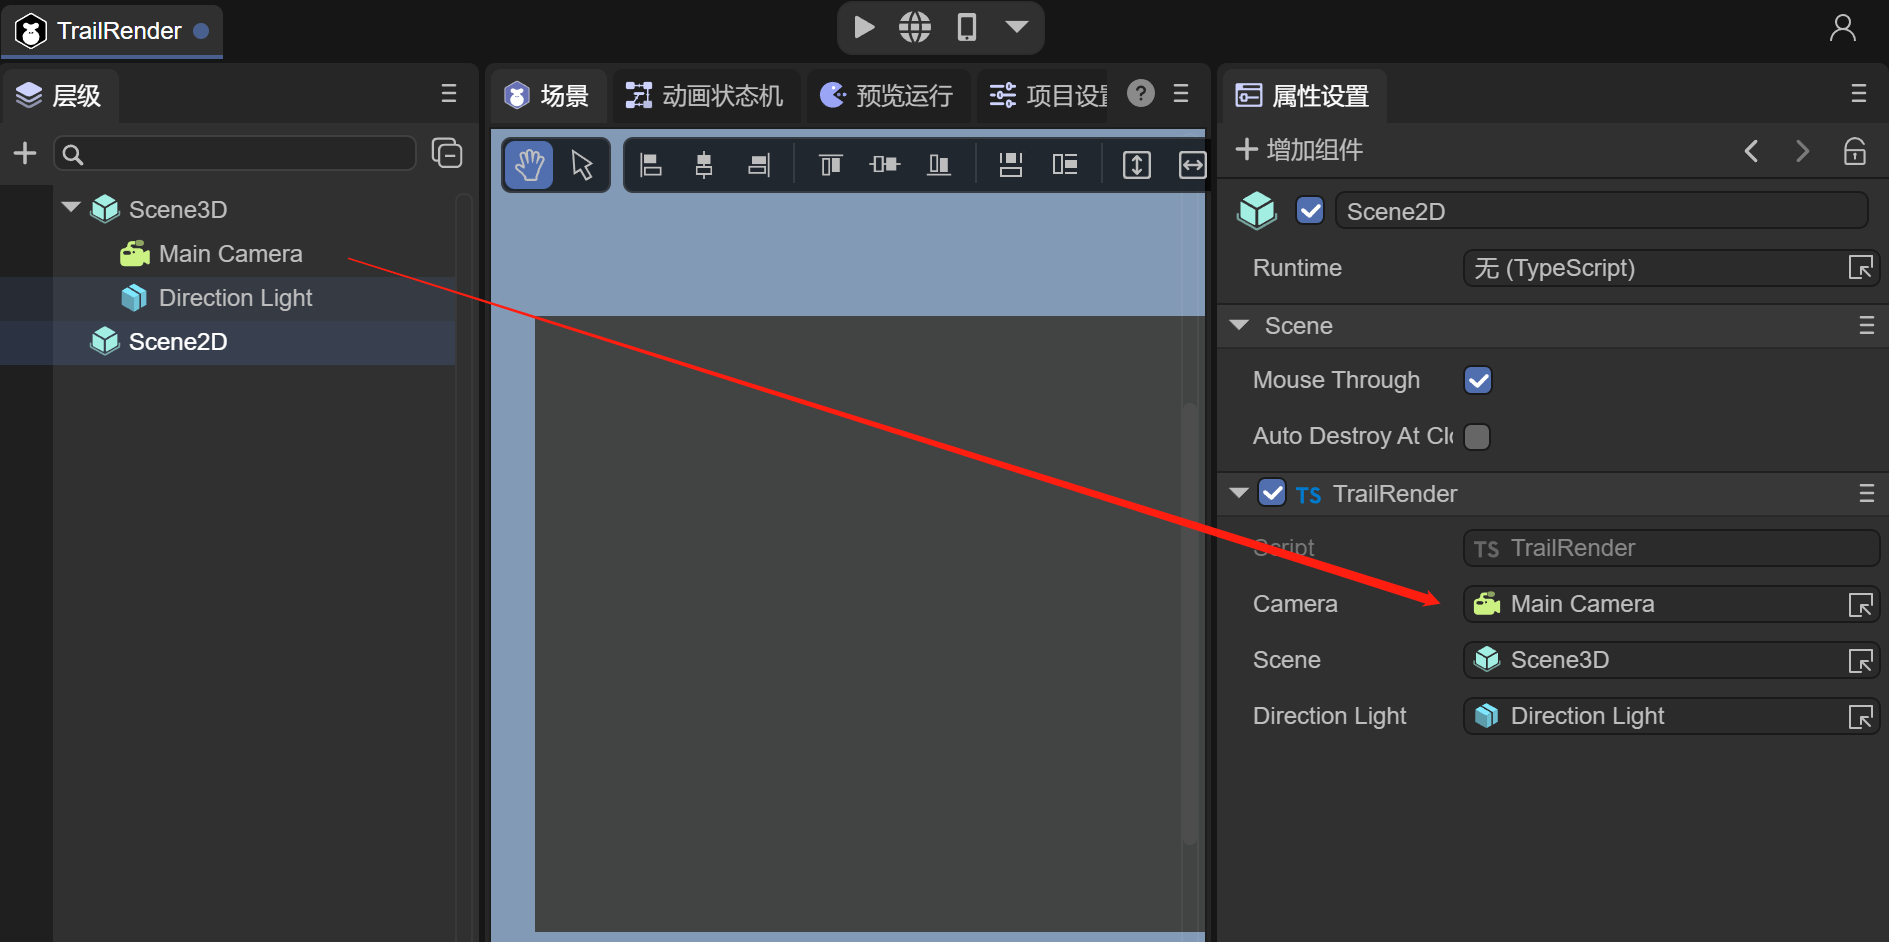 TrailRender
层级
场景
动画状态机
预览运行
项目设
?
属性设置
增加组件
Scene3D
Main Camera
Direction Light
Scene2D
Scene2D
Runtime
无 (TypeScript)
Scene
Mouse Through
Auto Destroy At Cl
TS TrailRender
Script
TS TrailRender
Camera
Main Camera
Scene
Scene3D
Direction Light
Direction Light